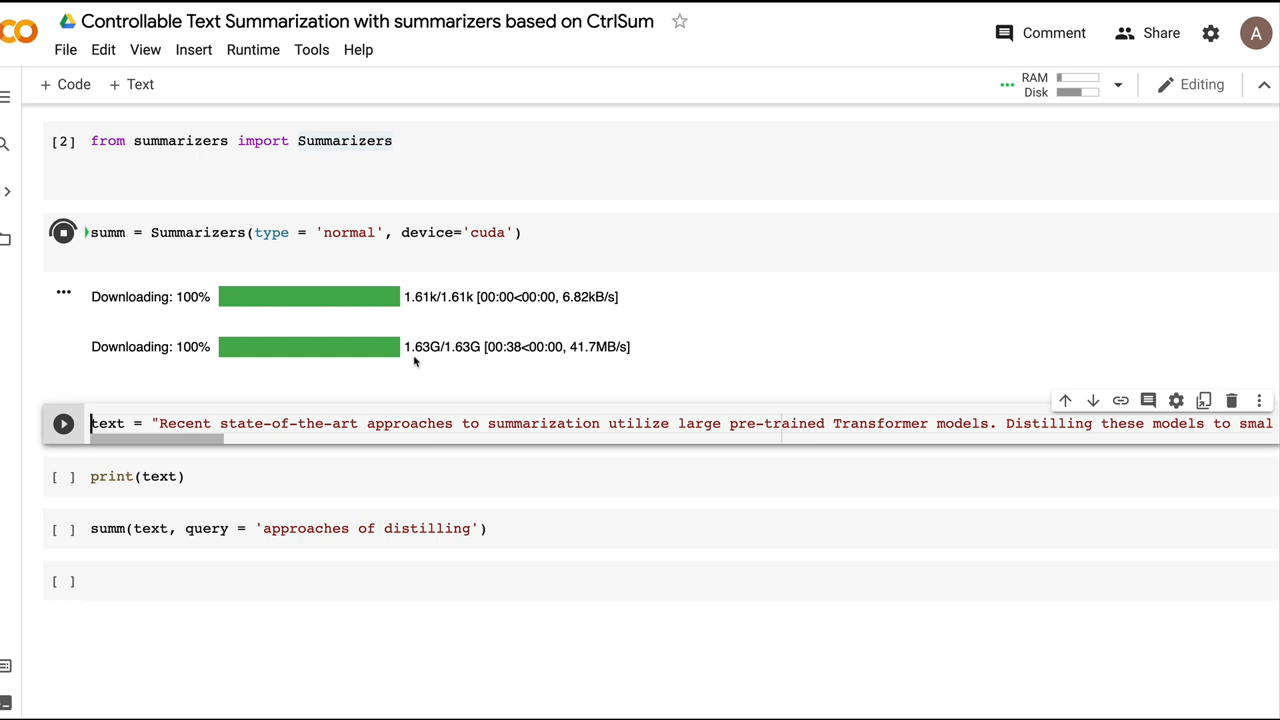 Controllable Text Summarization with summarizers based on CtrlSum
File Edit View Insert Runtime Tools Help
Comment Share A
+ Code + Text
RAM
Disk
Editing
[2] from summarizers import Summarizers
summ = Summarizers(type = 'normal', device='cuda')
Downloading: 100% 1.61k/1.61k [00:00<00:00, 6.82kB/s]
Downloading: 100% 1.63G/1.63G [00:38<00:00, 41.7MB/s]
text = "Recent state-of-the-art approaches to summarization utilize large pre-trained Transformer models. Distilling these models to smal
[ ] print(text)
[ ] summ(text, query = 'approaches of distilling')
[ ]